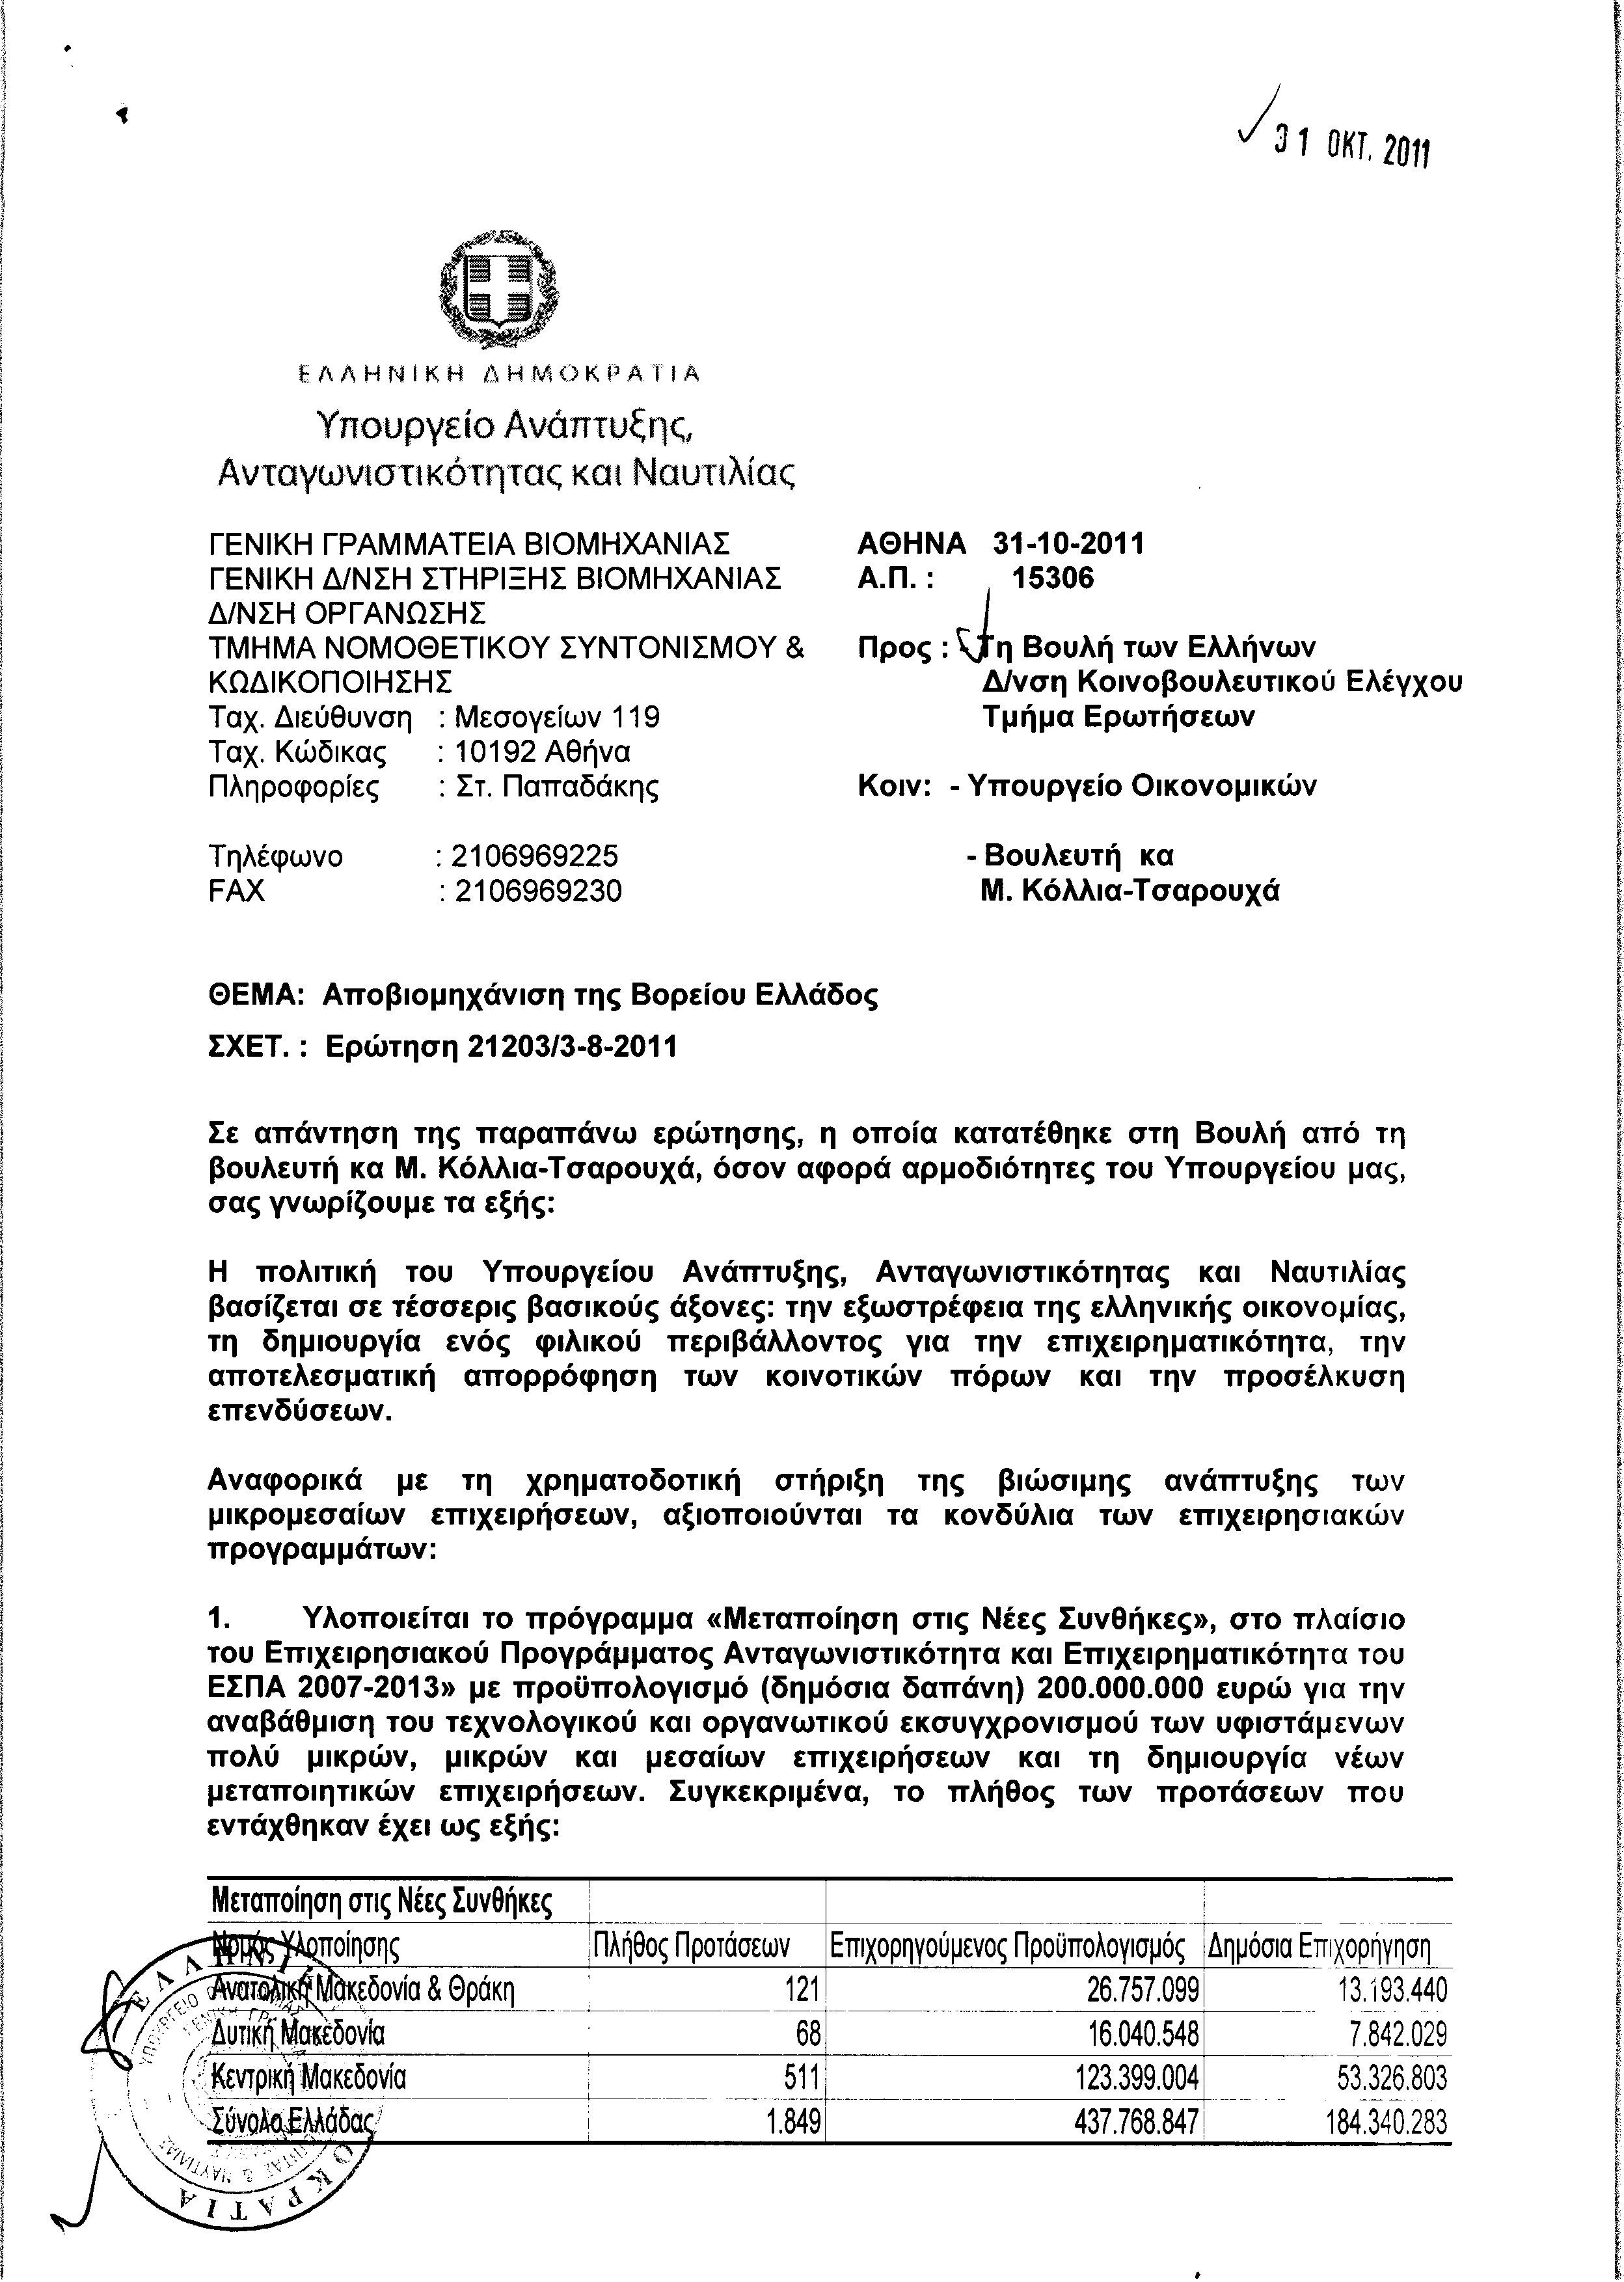 31 ΟΚΤ. 2011
ΕΛΛΗΝΙΚΗ ΔΗΜΟΚΡΑΤΙΑ
Υπουργείο Ανάπτυξης,
Ανταγωνιστικότητας και Ναυτιλίας
ΓΕΝΙΚΗ ΓΡΑΜΜΑΤΕΙΑ ΒΙΟΜΗΧΑΝΙΑΣ
ΓΕΝΙΚΗ Δ/ΝΣΗ ΣΤΗΡΙΞΗΣ ΒΙΟΜΗΧΑΝΙΑΣ
Δ/ΝΣΗ ΟΡΓΑΝΩΣΗΣ
ΤΜΗΜΑ ΝΟΜΟΘΕΤΙΚΟΥ ΣΥΝΤΟΝΙΣΜΟΥ &
ΚΩΔΙΚΟΠΟΙΗΣΗΣ
Ταχ. Διεύθυνση : Μεσογείων 119
Ταχ. Κώδικας : 10192 Αθήνα
Πληροφορίες : Στ. Παπαδάκης
Τηλέφωνο : 2106969225
FAX : 2106969230
ΑΘΗΝΑ 31-10-2011
Α.Π. : 15306
Προς : Τη Βουλή των Ελλήνων
Δ/νση Κοινοβουλευτικού Ελέγχου
Τμήμα Ερωτήσεων
Κοιν: - Υπουργείο Οικονομικών
- Βουλευτή κα
Μ. Κόλλια-Τσαρουχά
ΘΕΜΑ: Αποβιομηχάνιση της Βορείου Ελλάδος
ΣΧΕΤ. : Ερώτηση 21203/3-8-2011
Σε απάντηση της παραπάνω ερώτησης, η οποία κατατέθηκε στη Βουλή από τη
βουλευτή κα Μ. Κόλλια-Τσαρουχά, όσον αφορά αρμοδιότητες του Υπουργείου μας,
σας γνωρίζουμε τα εξής:
Η πολιτική του Υπουργείου Ανάπτυξης, Ανταγωνιστικότητας και Ναυτιλίας
βασίζεται σε τέσσερις βασικούς άξονες: την εξωστρέφεια της ελληνικής οικονομίας,
τη δημιουργία ενός φιλικού περιβάλλοντος για την επιχειρηματικότητα, την
αποτελεσματική απορρόφηση των κοινοτικών πόρων και την προσέλκυση
επενδύσεων.
Αναφορικά με τη χρηματοδοτική στήριξη της βιώσιμης ανάπτυξης των
μικρομεσαίων επιχειρήσεων, αξιοποιούνται τα κονδύλια των επιχειρησιακών
προγραμμάτων:
1. Υλοποιείται το πρόγραμμα «Μεταποίηση στις Νέες Συνθήκες», στο πλαίσιο
του Επιχειρησιακού Προγράμματος Ανταγωνιστικότητα και Επιχειρηματικότητα του
ΕΣΠΑ 2007-2013» με προϋπολογισμό (δημόσια δαπάνη) 200.000.000 ευρώ για την
αναβάθμιση του τεχνολογικού και οργανωτικού εκσυγχρονισμού των υφιστάμενων
πολύ μικρών, μικρών και μεσαίων επιχειρήσεων και τη δημιουργία νέων
μεταποιητικών επιχειρήσεων. Συγκεκριμένα, το πλήθος των προτάσεων που
εντάχθηκαν έχει ως εξής:
Μεταποίηση στις Νέες Συνθήκες
Νομός Υλοποίησης Πλήθος Προτάσεων Επιχορηγούμενος Προϋπολογισμός Δημόσια Επιχορήγηση
Ανατολική Μακεδονία & Θράκη 121 26.757.099 13.193.440
Δυτική Μακεδονία 68 16.040.548 7.842.029
Κεντρική Μακεδονία 511 123.399.004 53.326.803
Σύνολο Ελλάδας 1.849 437.768.847 184.340.283